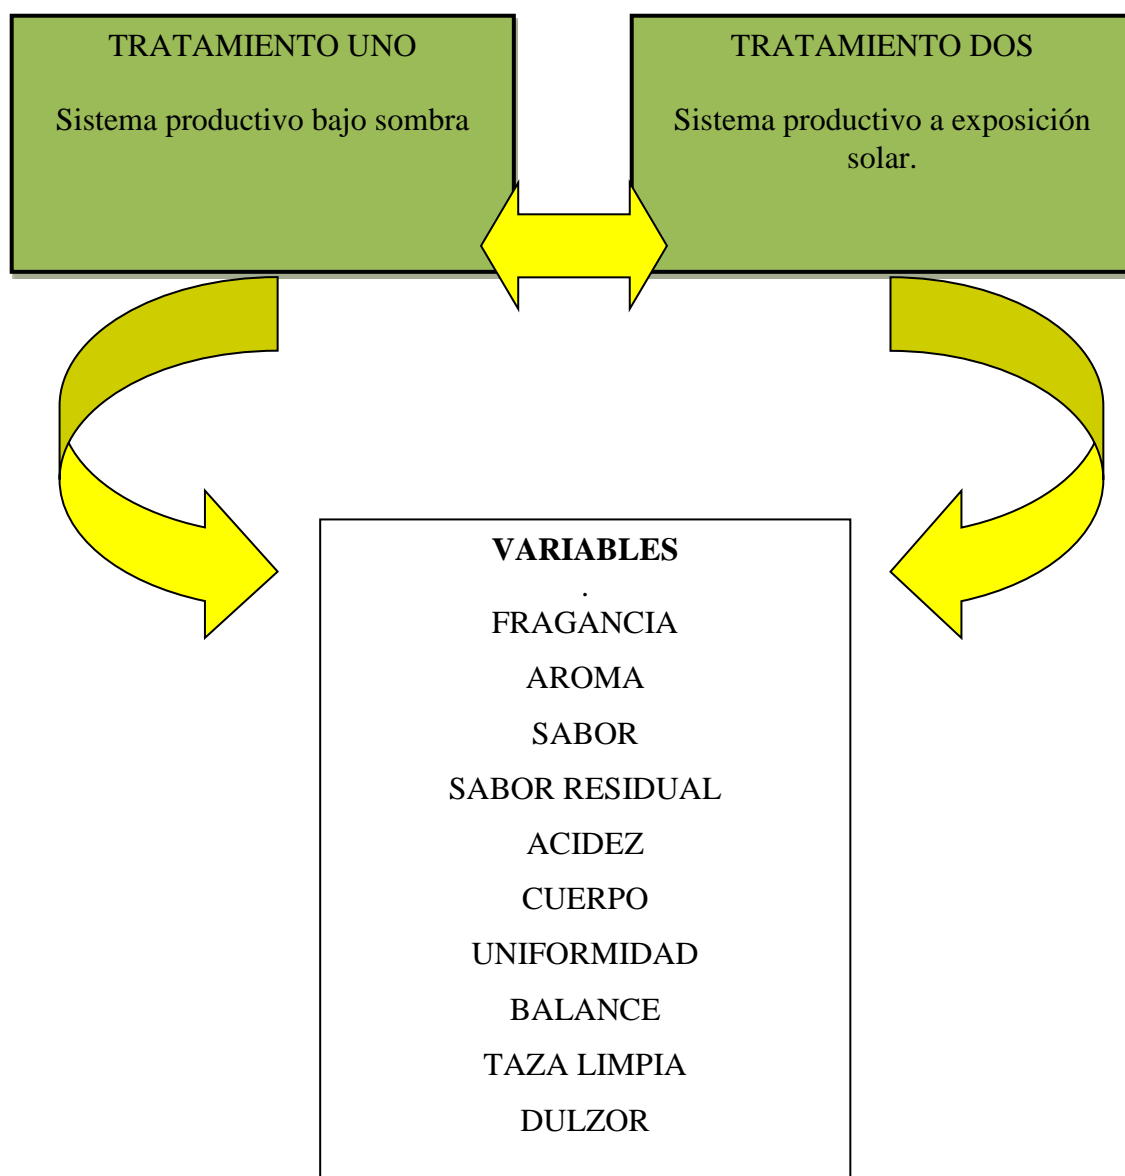 TRATAMIENTO UNO
Sistema productivo bajo sombra
TRATAMIENTO DOS
Sistema productivo a exposición
solar.
VARIABLES
.
FRAGANCIA
AROMA
SABOR
SABOR RESIDUAL
ACIDEZ
CUERPO
UNIFORMIDAD
BALANCE
TAZA LIMPIA
DULZOR